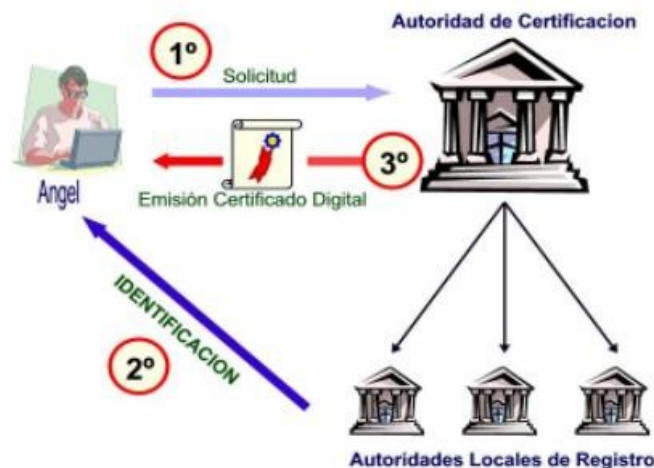 Autoridad de Certificacion
1º
Solicitud
3º
Emisión Certificado Digital
Angel
IDENTIFICACION
2º
Autoridades Locales de Registro